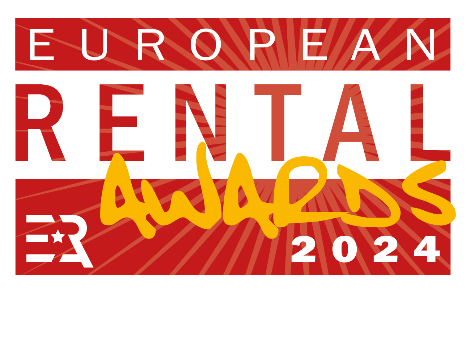 EUROPEAN
RENTAL
AWARDS
ER
2024